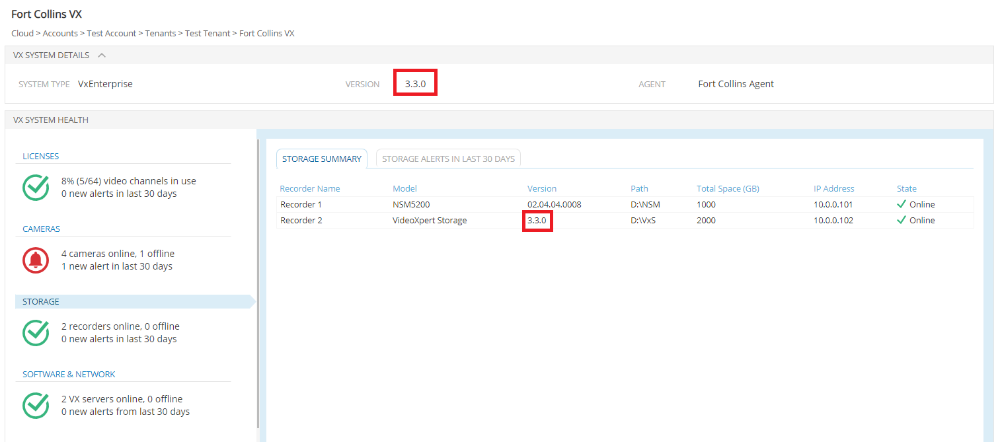 Fort Collins VX
Cloud > Accounts > Test Account > Tenants > Test Tenant > Fort Collins VX
VX SYSTEM DETAILS
SYSTEM TYPE VxEnterprise VERSION 3.3.0 AGENT Fort Collins Agent
VX SYSTEM HEALTH
LICENSES
8% (5/64) video channels in use
0 new alerts in last 30 days
CAMERAS
4 cameras online, 1 offline
1 new alert in last 30 days
STORAGE
2 recorders online, 0 offline
0 new alerts in last 30 days
SOFTWARE & NETWORK
2 VX servers online, 0 offline
0 new alerts from last 30 days
STORAGE SUMMARY STORAGE ALERTS IN LAST 30 DAYS
Recorder Name Model Version Path Total Space (GB) IP Address State
Recorder 1 NSM5200 02.04.04.0008 D:\NSM 1000 10.0.0.101 Online
Recorder 2 VideoXpert Storage 3.3.0 D:\VxS 2000 10.0.0.102 Online